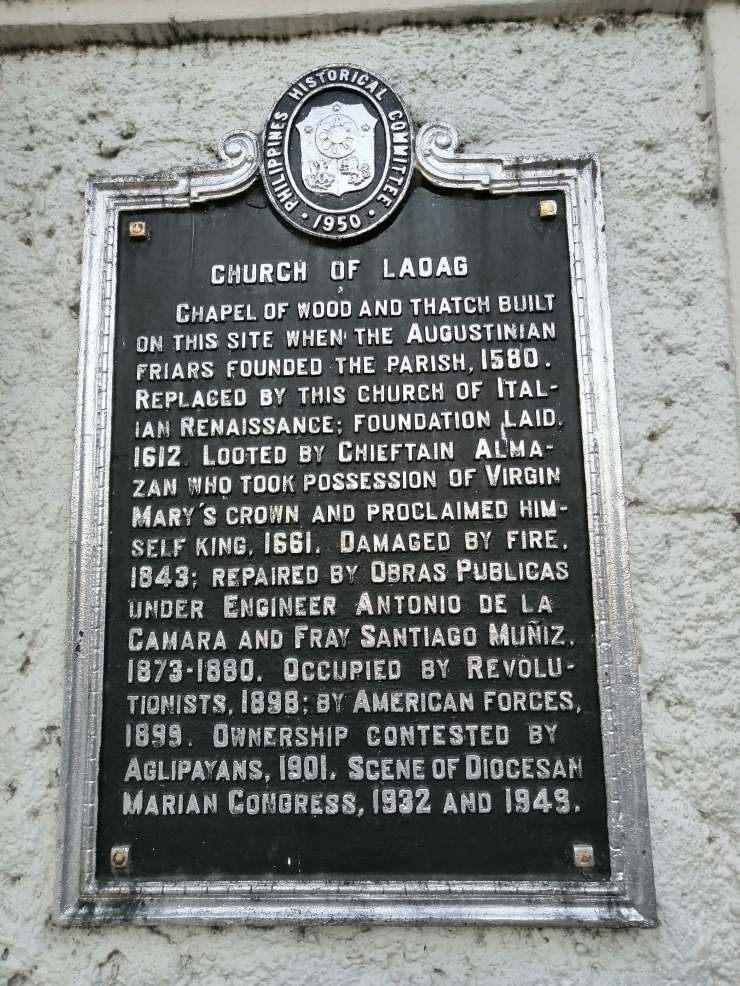 PHILIPPINES HISTORICAL COMMITTEE
• 1950 •
CHURCH OF LAOAG
CHAPEL OF WOOD AND THATCH BUILT
ON THIS SITE WHEN THE AUGUSTINIAN
FRIARS FOUNDED THE PARISH, 1580.
REPLACED BY THIS CHURCH OF ITAL-
IAN RENAISSANCE; FOUNDATION LAID,
1612. LOOTED BY CHIEFTAIN ALMA-
ZAN WHO TOOK POSSESSION OF VIRGIN
MARY'S CROWN AND PROCLAIMED HIM-
SELF KING, 1661. DAMAGED BY FIRE,
1843; REPAIRED BY OBRAS PUBLICAS
UNDER ENGINEER ANTONIO DE LA
CAMARA AND FRAY SANTIAGO MUÑIZ,
1873-1880. OCCUPIED BY REVOLU-
TIONISTS, 1898; BY AMERICAN FORCES,
1899. OWNERSHIP CONTESTED BY
AGLIPAYANS, 1901. SCENE OF DIOCESAN
MARIAN CONGRESS, 1932 AND 1949.